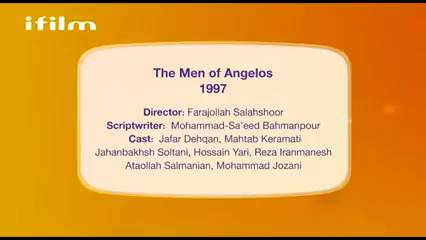 ifilm
The Men of Angelos
1997
Director: Farajollah Salahshoor
Scriptwriter: Mohammad-Sa'eed Bahmanpour
Cast: Jafar Dehqan, Mahtab Keramati
Jahanbakhsh Soltani, Hossain Yari, Reza Iranmanesh
Ataollah Salmanian, Mohammad Jozani